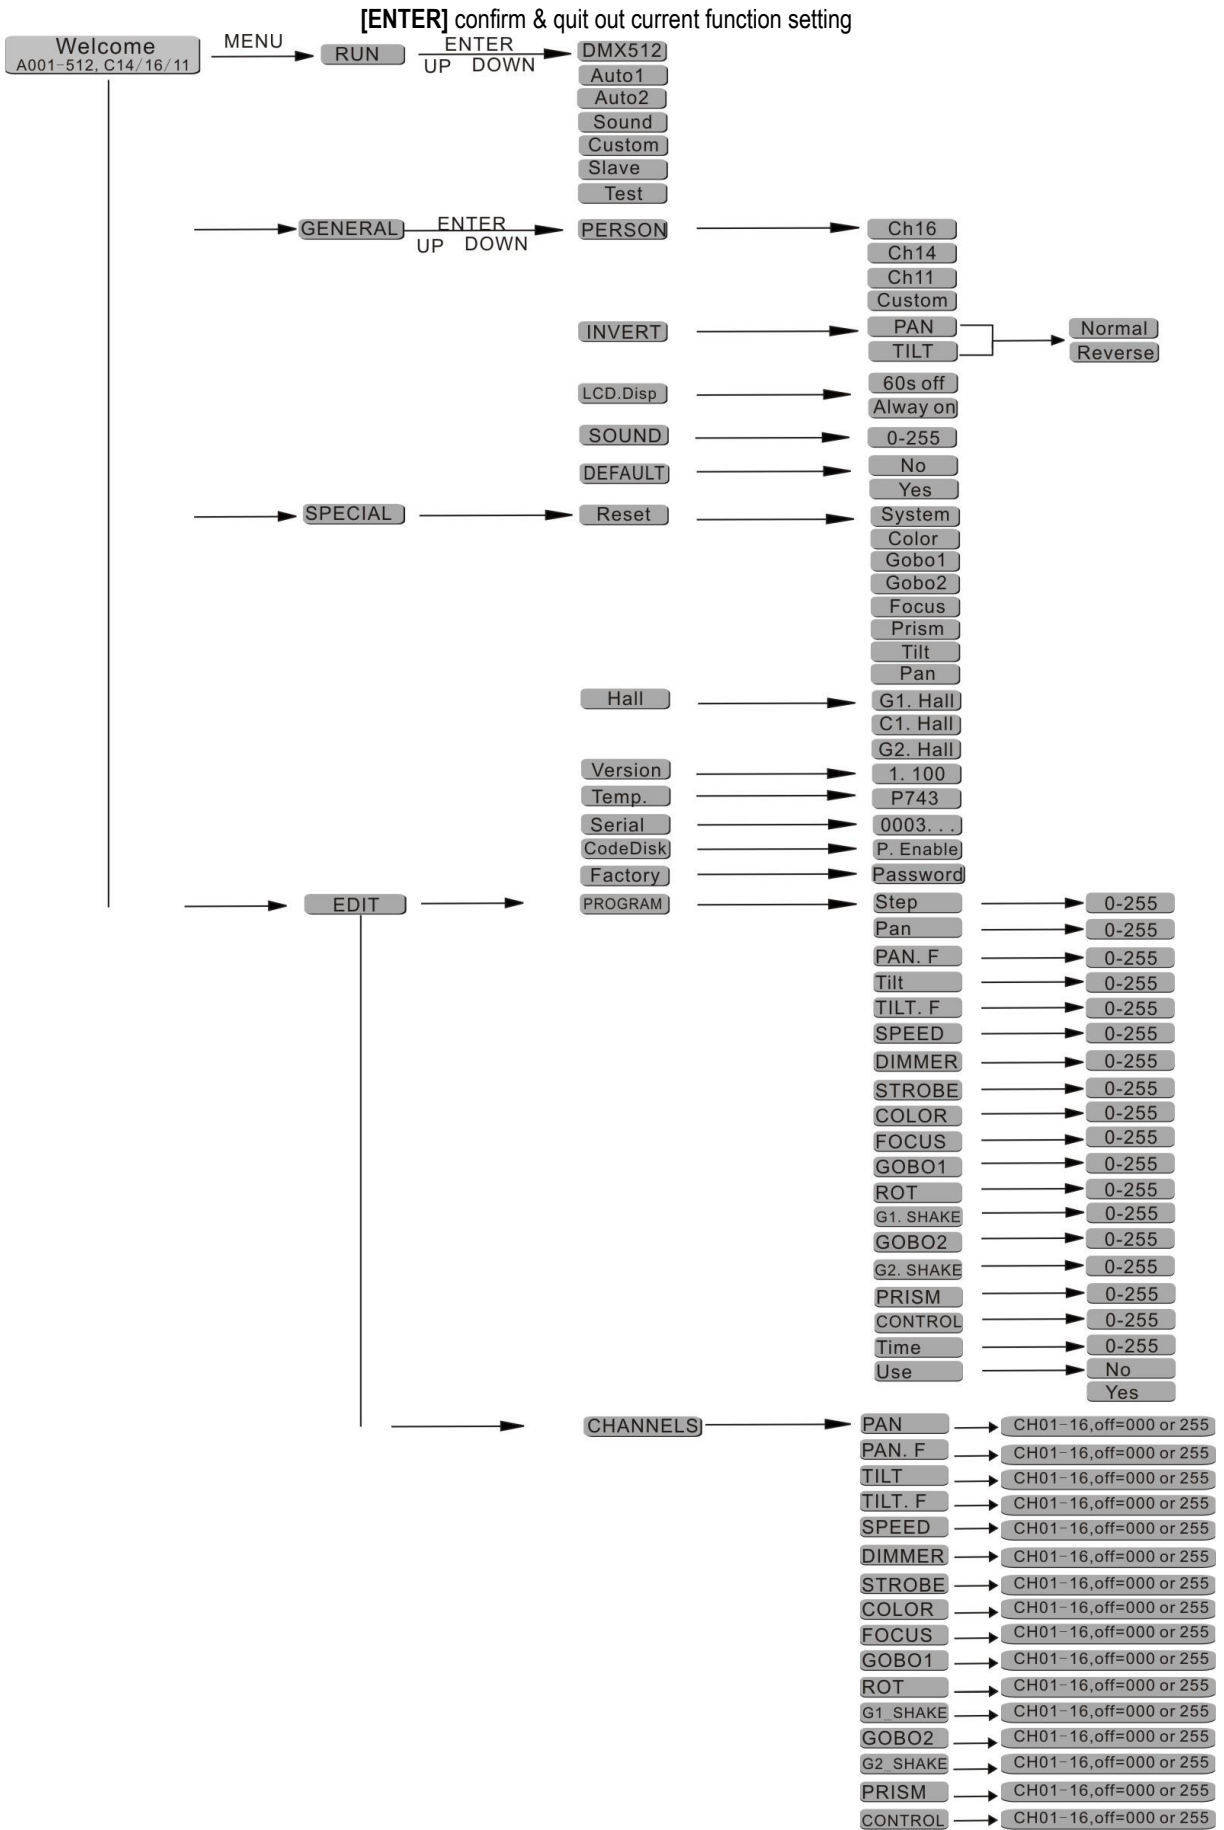 [ENTER] confirm & quit out current function setting
Welcome
A001-512, C14/16/11
MENU
RUN
ENTER
UP DOWN
DMX512
Auto1
Auto2
Sound
Custom
Slave
Test
GENERAL
ENTER
UP DOWN
PERSON
Ch16
Ch14
Ch11
Custom
INVERT
PAN
TILT
Normal
Reverse
LCD.Disp
60s off
Alway on
SOUND
0-255
DEFAULT
No
Yes
SPECIAL
Reset
System
Color
Gobo1
Gobo2
Focus
Prism
Tilt
Pan
Hall
G1. Hall
C1. Hall
G2. Hall
Version
1. 100
Temp.
P743
Serial
0003. . .
CodeDisk
P. Enable
Factory
Password
EDIT
PROGRAM
Step 0-255
Pan 0-255
PAN. F 0-255
Tilt 0-255
TILT. F 0-255
SPEED 0-255
DIMMER 0-255
STROBE 0-255
COLOR 0-255
FOCUS 0-255
GOBO1 0-255
ROT 0-255
G1. SHAKE 0-255
GOBO2 0-255
G2. SHAKE 0-255
PRISM 0-255
CONTROL 0-255
Time 0-255
Use No
Yes
CHANNELS
PAN CH01-16,off=000 or 255
PAN. F CH01-16,off=000 or 255
TILT CH01-16,off=000 or 255
TILT. F CH01-16,off=000 or 255
SPEED CH01-16,off=000 or 255
DIMMER CH01-16,off=000 or 255
STROBE CH01-16,off=000 or 255
COLOR CH01-16,off=000 or 255
FOCUS CH01-16,off=000 or 255
GOBO1 CH01-16,off=000 or 255
ROT CH01-16,off=000 or 255
G1_SHAKE CH01-16,off=000 or 255
GOBO2 CH01-16,off=000 or 255
G2_SHAKE CH01-16,off=000 or 255
PRISM CH01-16,off=000 or 255
CONTROL CH01-16,off=000 or 255